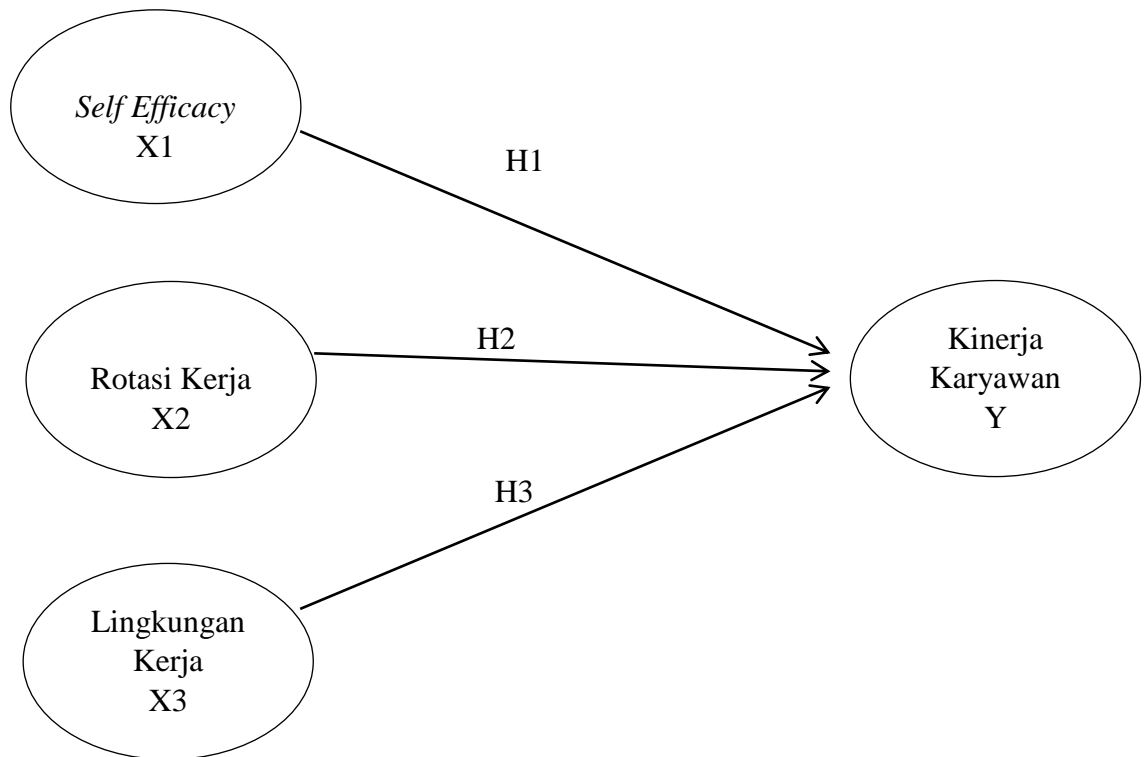 Self Efficacy
X1
H1
Rotasi Kerja
X2
H2
Kinerja
Karyawan
Y
H3
Lingkungan
Kerja
X3